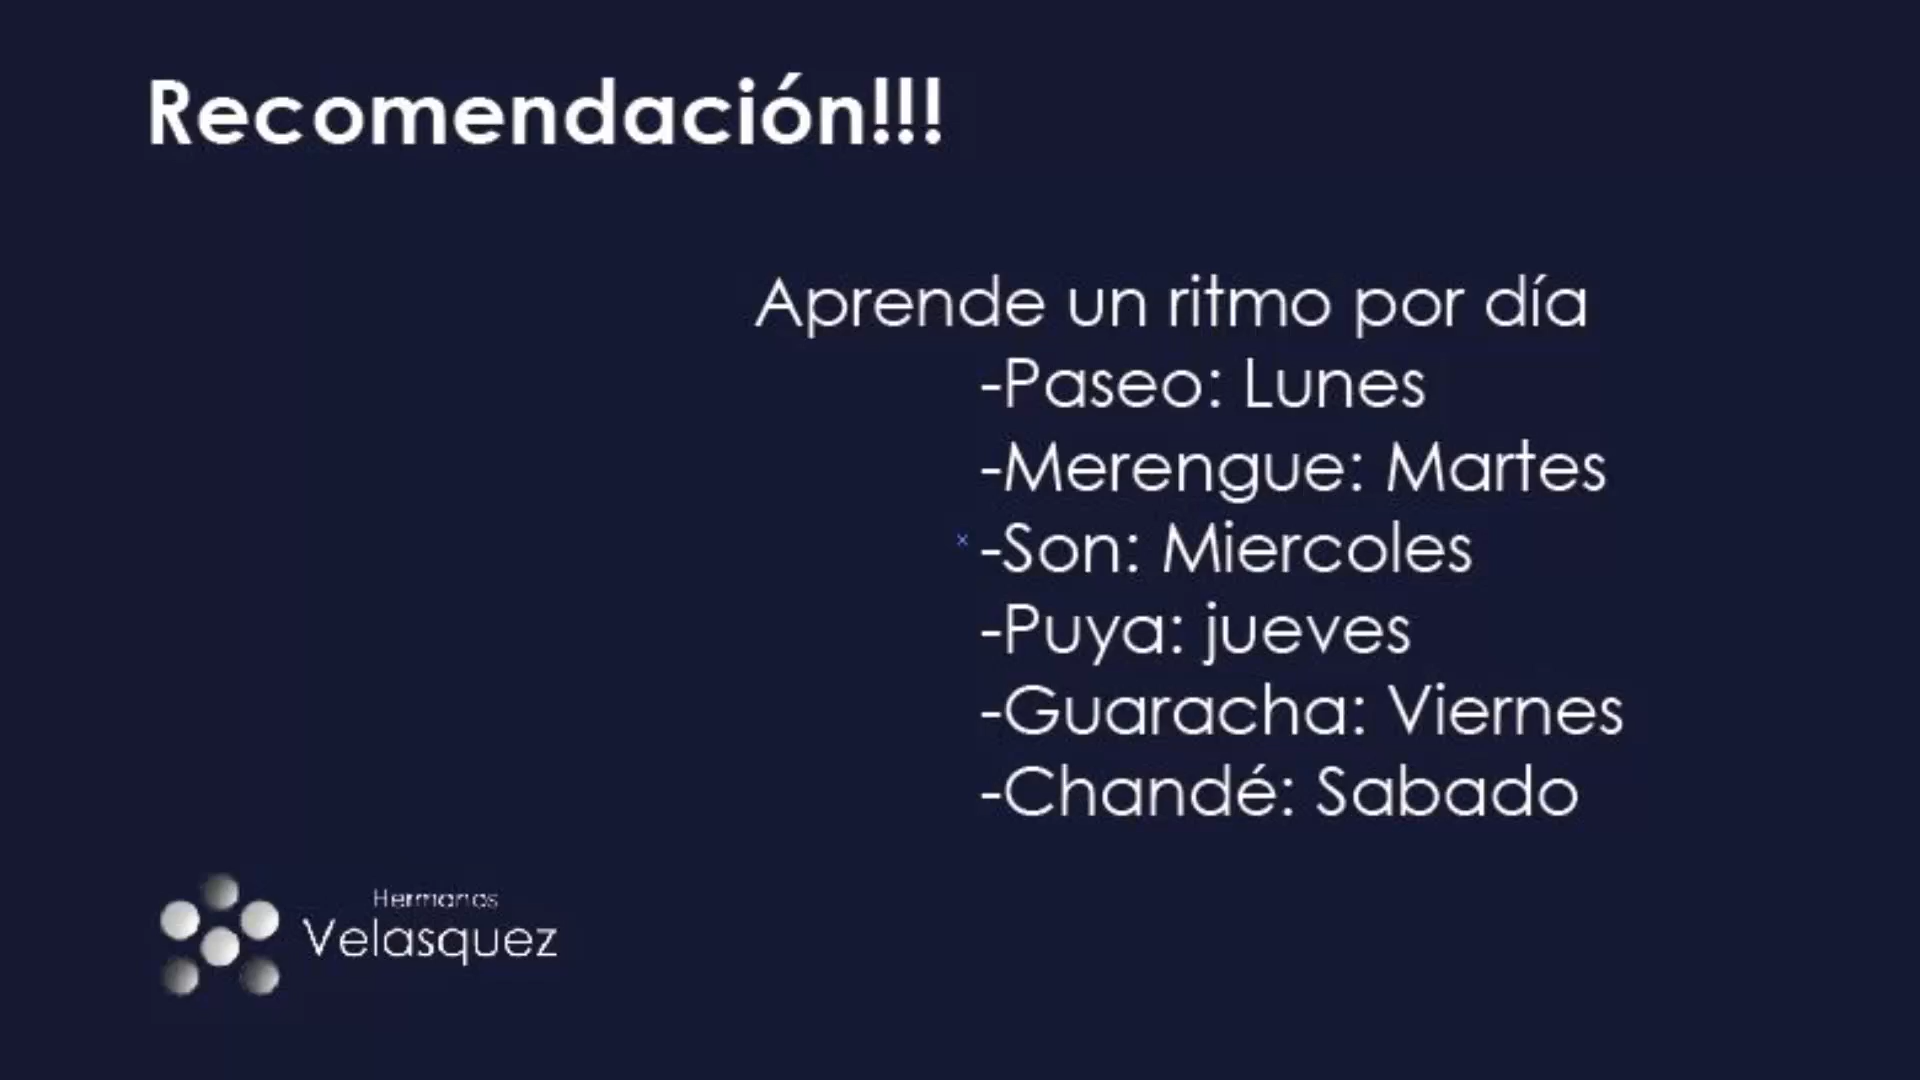 Recomendación!!!
Aprende un ritmo por día
-Paseo: Lunes
-Merengue: Martes
-Son: Miercoles
-Puya: jueves
-Guaracha: Viernes
-Chandé: Sabado
Hermanos
Velasquez